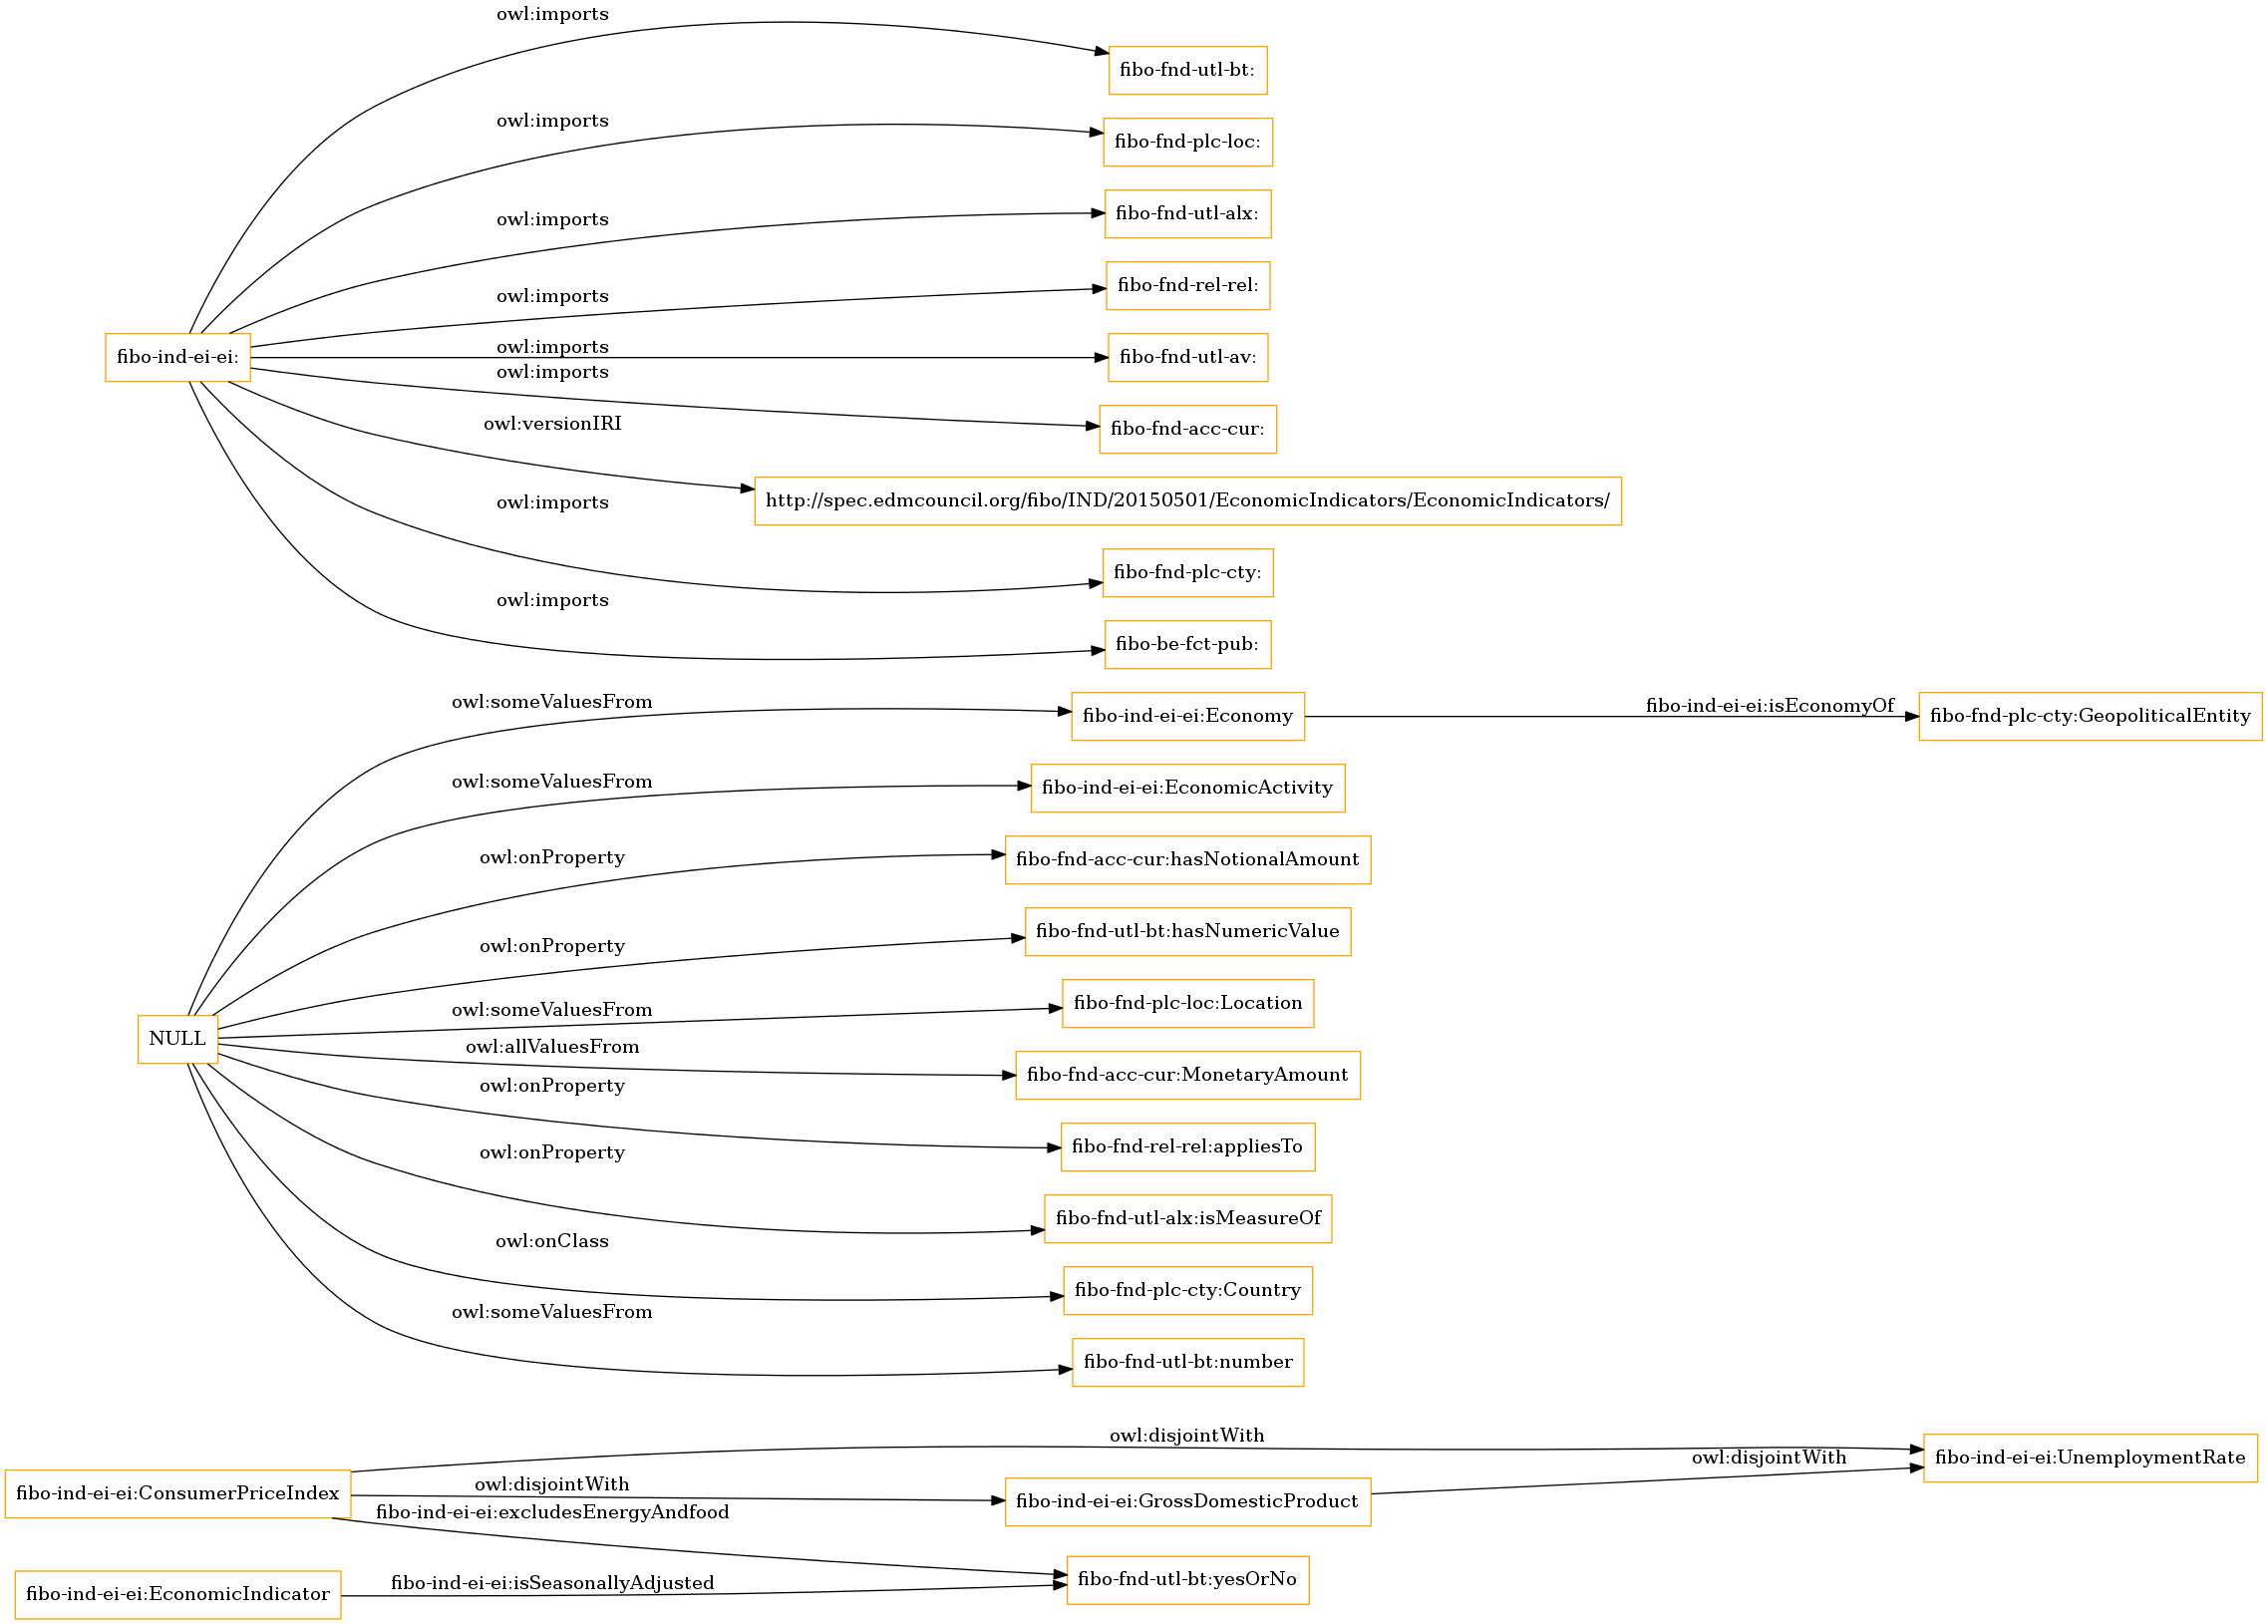 owl:imports
fibo-fnd-utl-bt:
owl:imports
fibo-fnd-plc-loc:
owl:imports
fibo-fnd-utl-alx:
owl:imports
fibo-fnd-rel-rel:
fibo-ind-ei-ei:
owl:imports
fibo-fnd-utl-av:
owl:imports
fibo-fnd-acc-cur:
owl:versionIRI
http://spec.edmcouncil.org/fibo/IND/20150501/EconomicIndicators/EconomicIndicators/
owl:imports
fibo-fnd-plc-cty:
owl:imports
fibo-be-fct-pub:
owl:someValuesFrom
fibo-ind-ei-ei:Economy
fibo-ind-ei-ei:isEconomyOf
fibo-fnd-plc-cty:GeopoliticalEntity
owl:someValuesFrom
fibo-ind-ei-ei:EconomicActivity
owl:onProperty
fibo-fnd-acc-cur:hasNotionalAmount
owl:onProperty
fibo-fnd-utl-bt:hasNumericValue
owl:someValuesFrom
fibo-fnd-plc-loc:Location
NULL
owl:allValuesFrom
fibo-fnd-acc-cur:MonetaryAmount
owl:onProperty
fibo-fnd-rel-rel:appliesTo
owl:onProperty
fibo-fnd-utl-alx:isMeasureOf
owl:onClass
fibo-fnd-plc-cty:Country
owl:someValuesFrom
fibo-fnd-utl-bt:number
owl:disjointWith
fibo-ind-ei-ei:UnemploymentRate
owl:disjointWith
fibo-ind-ei-ei:ConsumerPriceIndex
owl:disjointWith
fibo-ind-ei-ei:GrossDomesticProduct
fibo-ind-ei-ei:excludesEnergyAndfood
fibo-ind-ei-ei:EconomicIndicator
fibo-ind-ei-ei:isSeasonallyAdjusted
fibo-fnd-utl-bt:yesOrNo